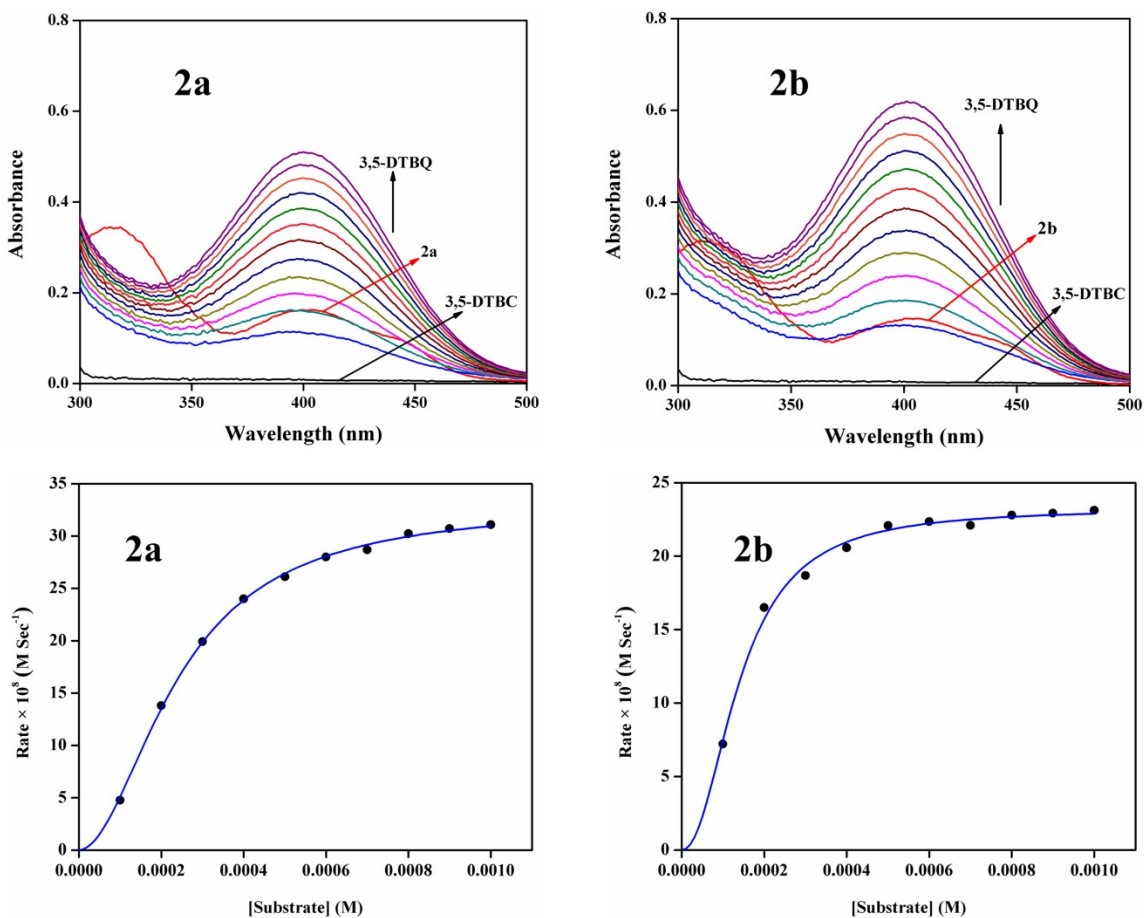 0.8
0.6
0.4
0.2
0.0
300
350
400
450
500
Absorbance
Wavelength (nm)
2a
3,5-DTBQ
2a
3,5-DTBC
0.8
0.6
0.4
0.2
0.0
300
350
400
450
500
Absorbance
Wavelength (nm)
2b
3,5-DTBQ
2b
3,5-DTBC
35
30
25
20
15
10
5
0
0.0000
0.0002
0.0004
0.0006
0.0008
0.0010
Rate × 10⁸ (M Sec⁻¹)
[Substrate] (M)
2a
25
20
15
10
5
0
0.0000
0.0002
0.0004
0.0006
0.0008
0.0010
Rate × 10⁸ (M Sec⁻¹)
[Substrate] (M)
2b